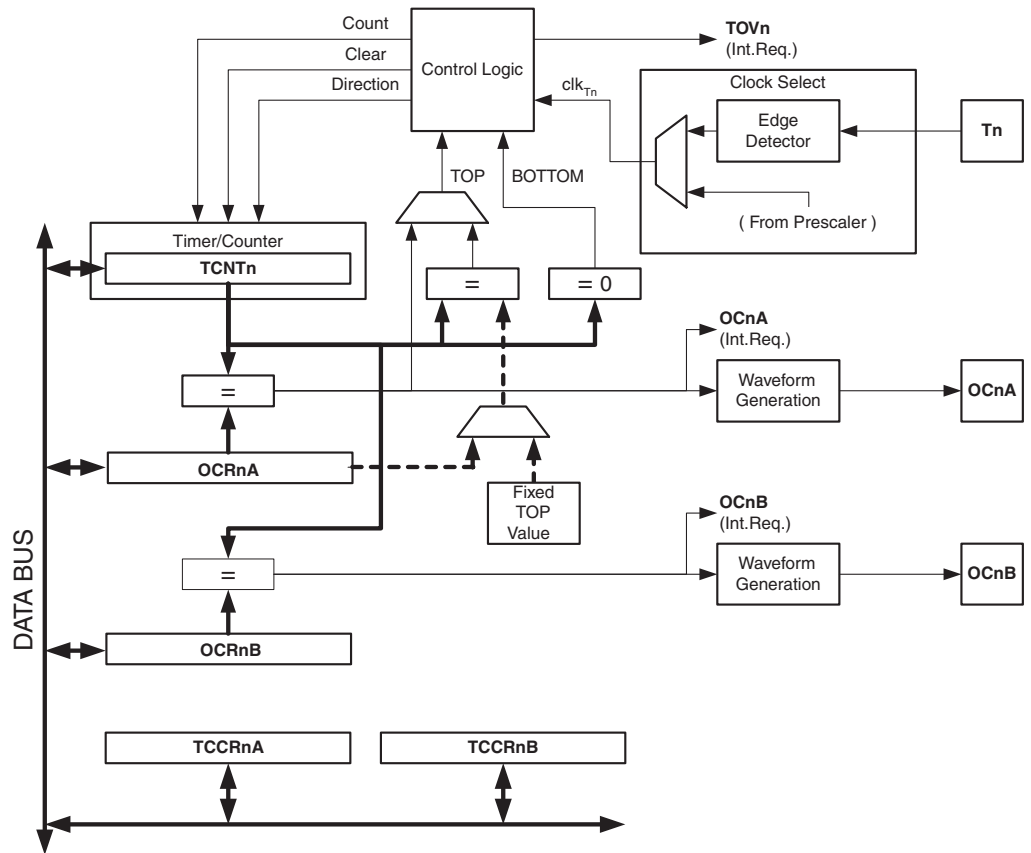 Count
Clear
Direction
Control Logic
TOVn
(Int.Req.)
clkTn
Clock Select
Edge
Detector
Tn
( From Prescaler )
TOP
BOTTOM
Timer/Counter
TCNTn
=
= 0
OCnA
(Int.Req.)
=
Waveform
Generation
OCnA
OCRnA
Fixed
TOP
Value
OCnB
(Int.Req.)
=
Waveform
Generation
OCnB
OCRnB
DATA BUS
TCCRnA
TCCRnB